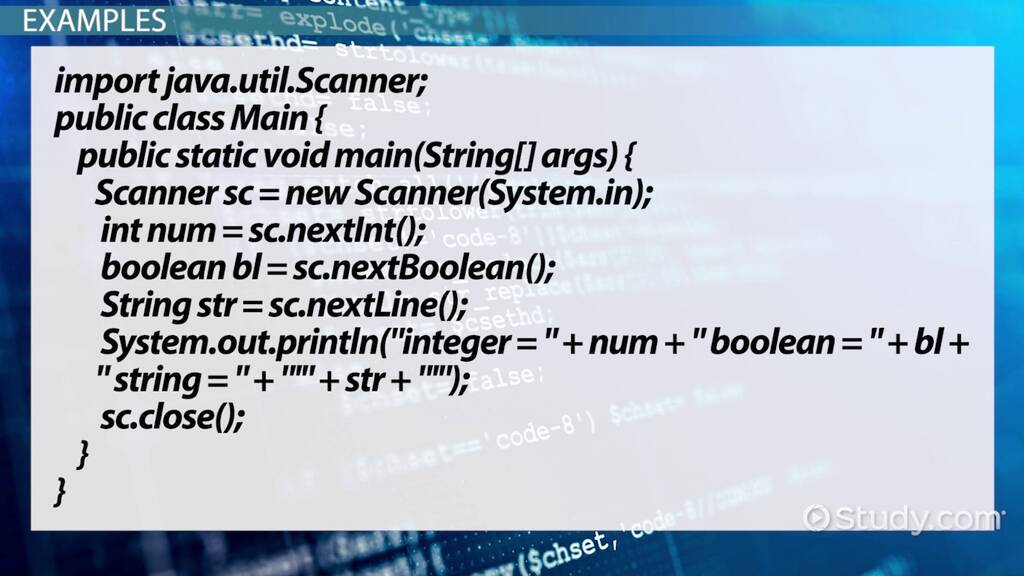 EXAMPLES
import java.util.Scanner;
public class Main {
public static void main(String[] args) {
Scanner sc = new Scanner(System.in);
int num = sc.nextInt();
boolean bl = sc.nextBoolean();
String str = sc.nextLine();
System.out.println("integer = " + num + " boolean = " + bl +
" string = " + """ + str + """);
sc.close();
}
}
Study.com